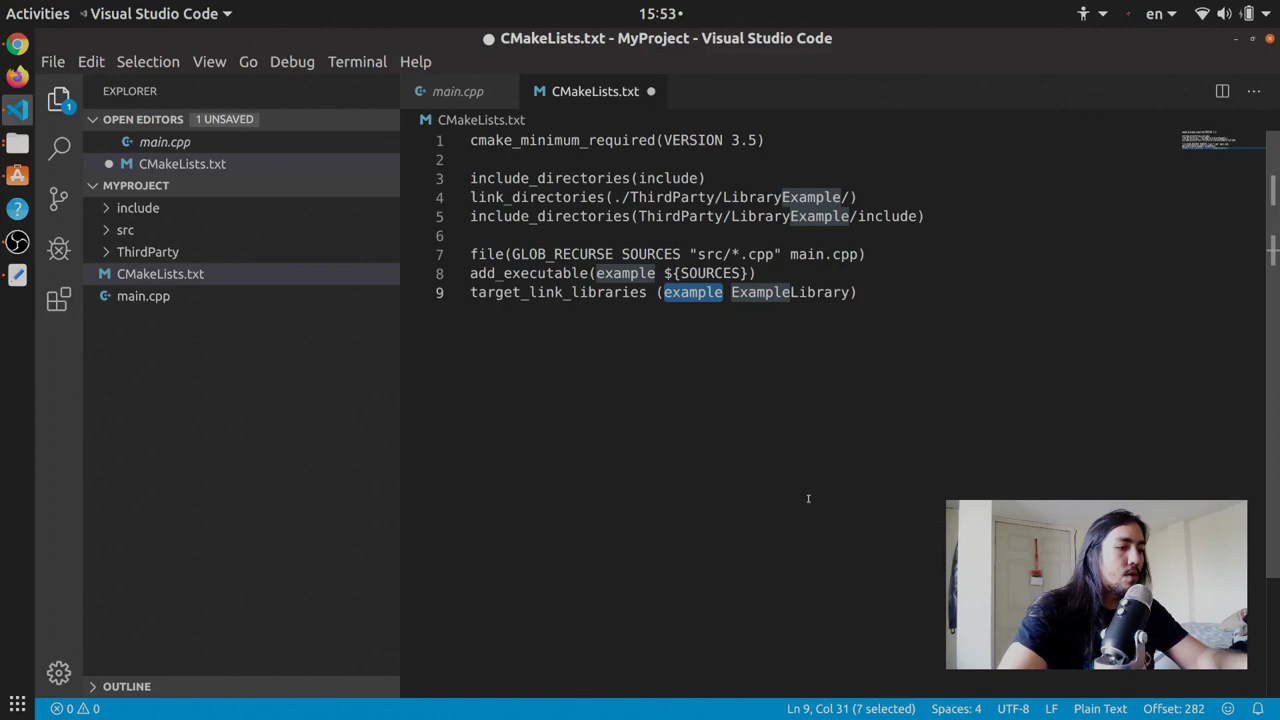 Activities
Visual Studio Code
15:53
en
CMakeLists.txt - MyProject - Visual Studio Code
File Edit Selection View Go Debug Terminal Help
EXPLORER
OPEN EDITORS 1 UNSAVED
main.cpp
CMakeLists.txt
MYPROJECT
include
src
ThirdParty
CMakeLists.txt
main.cpp
OUTLINE
1
main.cpp
CMakeLists.txt
CMakeLists.txt
1 cmake_minimum_required(VERSION 3.5)
2
3 include_directories(include)
4 link_directories(./ThirdParty/LibraryExample/)
5 include_directories(ThirdParty/LibraryExample/include)
6
7 file(GLOB_RECURSE SOURCES "src/*.cpp" main.cpp)
8 add_executable(example ${SOURCES})
9 target_link_libraries (example ExampleLibrary)
0 0
Ln 9, Col 31 (7 selected) Spaces: 4 UTF-8 LF Plain Text Offset: 282